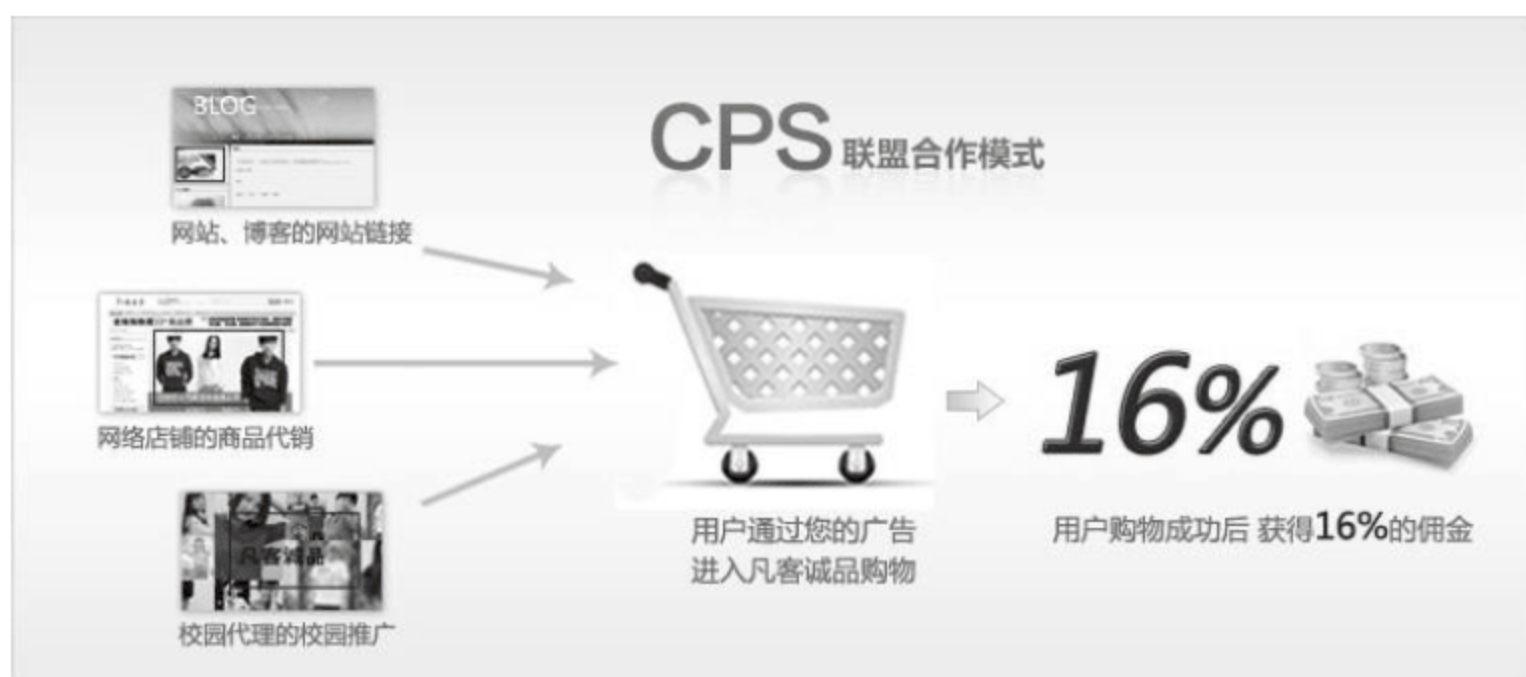 BLOG
CPS 联盟合作模式
网站、博客的网站链接
网络店铺的商品代销
凡客诚品
校园代理的校园推广
用户通过您的广告
进入凡客诚品购物
16%
用户购物成功后 获得16%的佣金